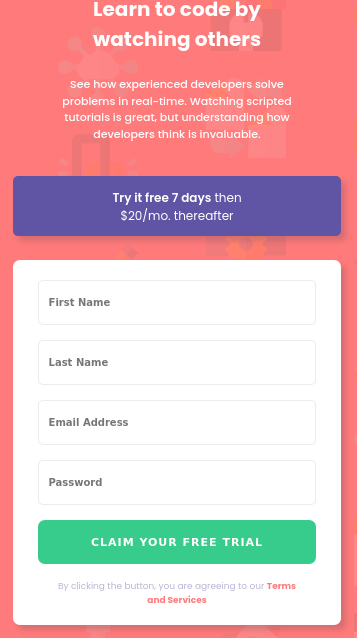 Learn to code by
watching others
See how experienced developers solve
problems in real-time. Watching scripted
tutorials is great, but understanding how
developers think is invaluable.
Try it free 7 days then
$20/mo. thereafter
First Name
Last Name
Email Address
Password
CLAIM YOUR FREE TRIAL
By clicking the button, you are agreeing to our Terms
and Services